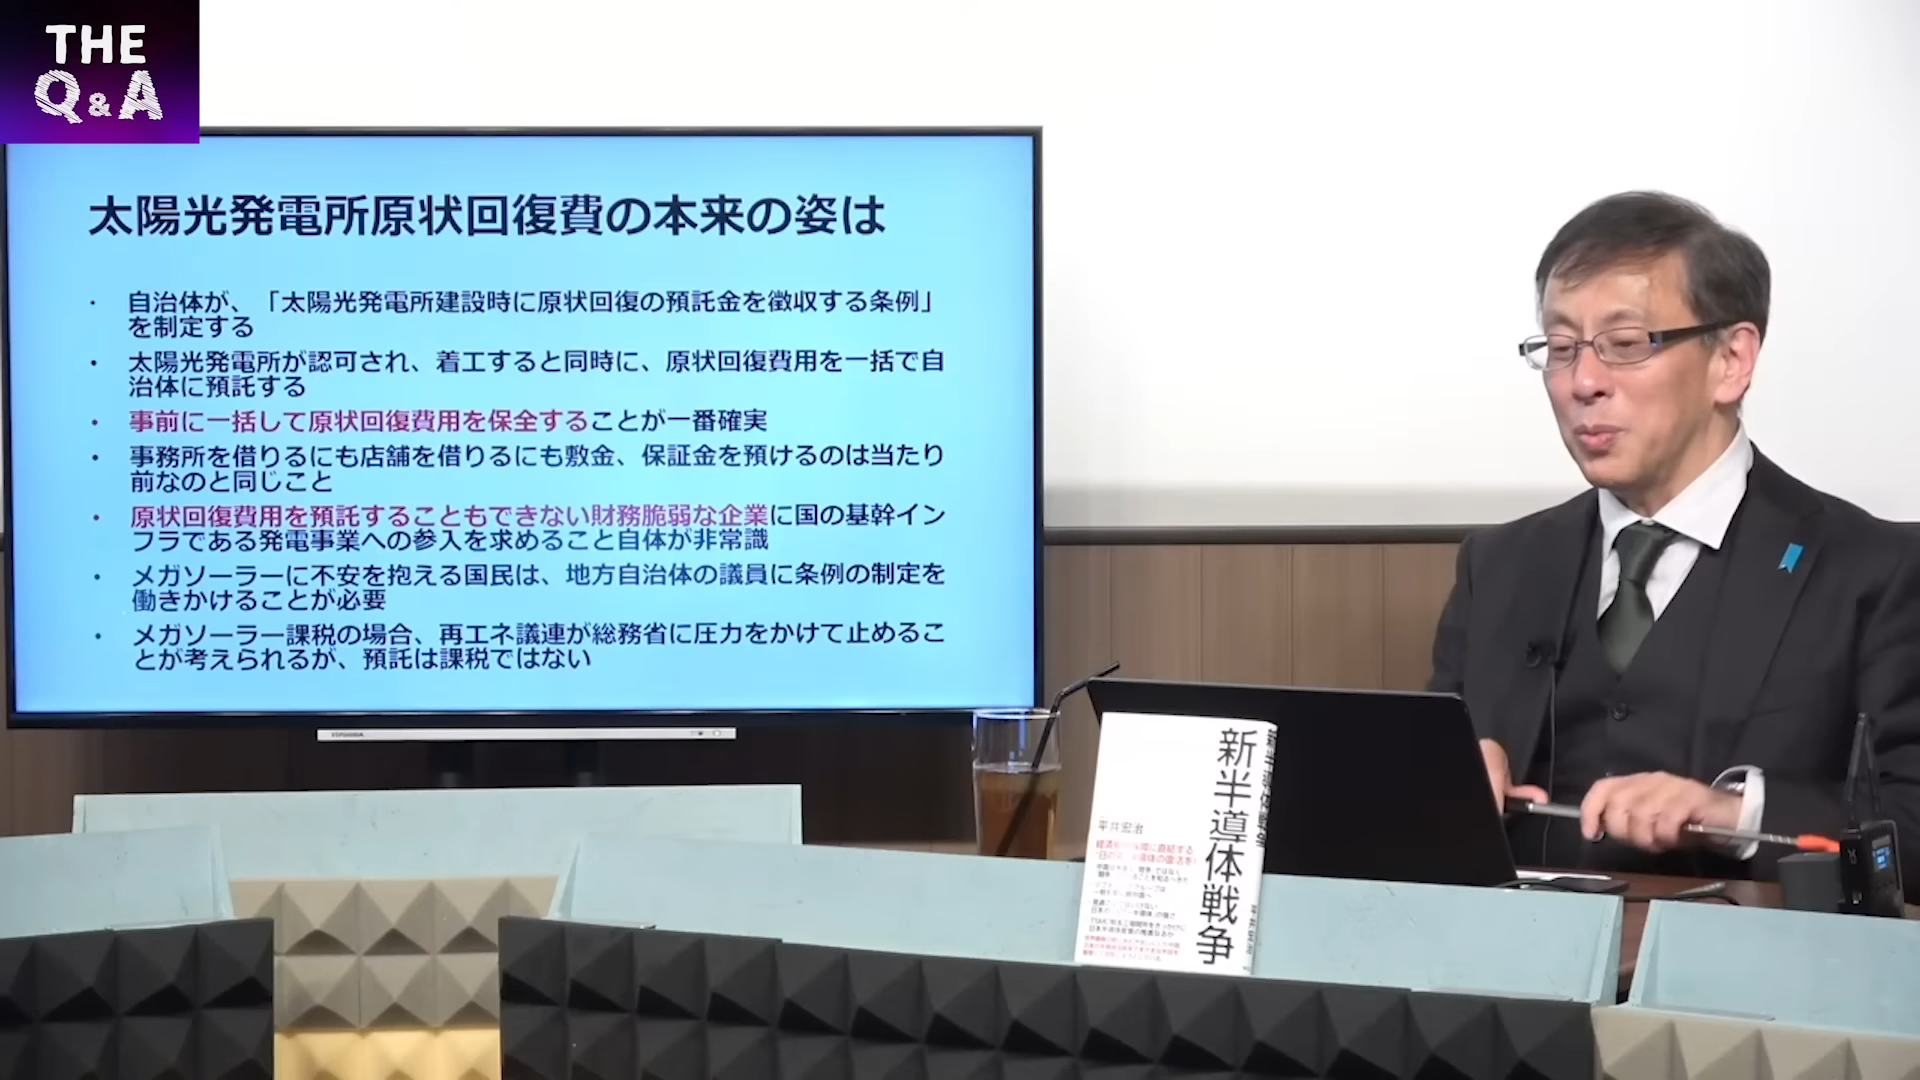 THE
Q&A
太陽光発電所原状回復費の本来の姿は
・ 自治体が、「太陽光発電所建設時に原状回復の預託金を徴収する条例」
を制定する
・ 太陽光発電所が認可され、着工すると同時に、原状回復費用を一括で自
治体に預託する
・ 事前に一括して原状回復費用を保全することが一番確実
・ 事務所を借りるにも店舗を借りるにも敷金、保証金を預けるのは当たり
前なのと同じこと
・ 原状回復費用を預託することもできない財務脆弱な企業に国の基幹イン
フラである発電事業への参入を求めること自体が非常識
・ メガソーラーに不安を抱える国民は、地方自治体の議員に条例の制定を
働きかけることが必要
・ メガソーラー課税の場合、再エネ議連が総務省に圧力をかけて止めるこ
とが考えられるが、預託は課税ではない
TOSHIBA
新半導体戦争
平井宏治
新半導体戦争